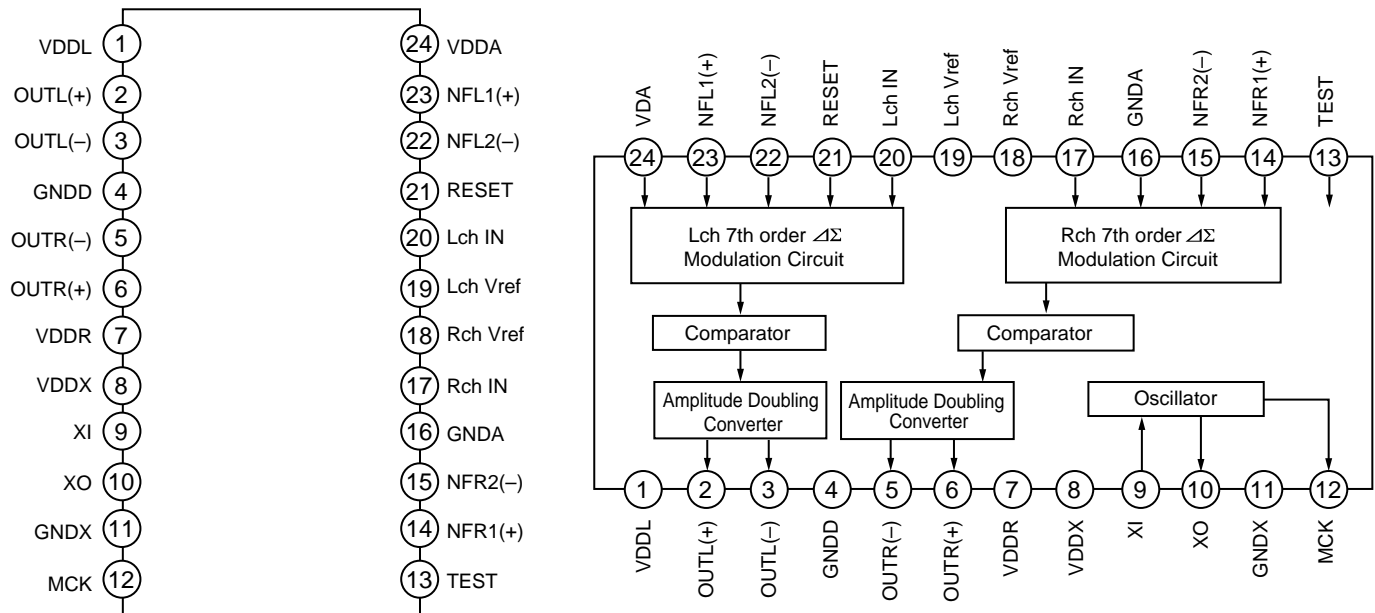 VDDL 1 24 VDDA
OUTL(+) 2 23 NFL1(+)
OUTL(–) 3 22 NFL2(–)
GNDD 4 21 RESET
OUTR(–) 5 20 Lch IN
OUTR(+) 6 19 Lch Vref
VDDR 7 18 Rch Vref
VDDX 8 17 Rch IN
XI 9 16 GNDA
XO 10 15 NFR2(–)
GNDX 11 14 NFR1(+)
MCK 12 13 TEST
VDA NFL1(+) NFL2(–) RESET Lch IN Lch Vref Rch Vref Rch IN GNDA NFR2(–) NFR1(+) TEST
24 23 22 21 20 19 18 17 16 15 14 13
Lch 7th order ΔΣ
Modulation Circuit
Rch 7th order ΔΣ
Modulation Circuit
Comparator
Comparator
Amplitude Doubling
Converter
Amplitude Doubling
Converter
Oscillator
1 2 3 4 5 6 7 8 9 10 11 12
VDDL OUTL(+) OUTL(–) GNDD OUTR(–) OUTR(+) VDDR VDDX XI XO GNDX MCK